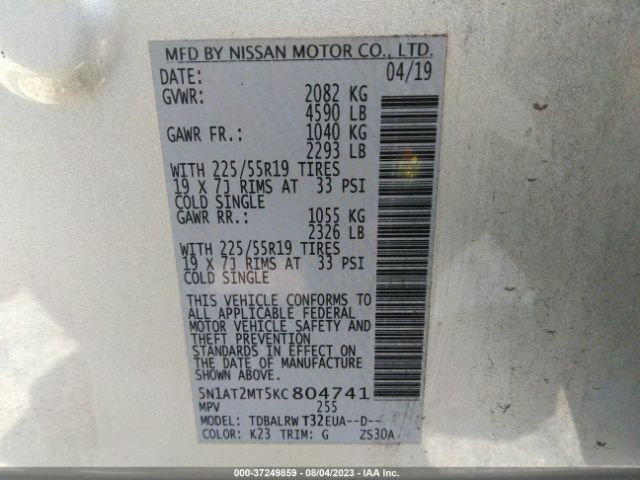 MFD BY NISSAN MOTOR CO., LTD.
DATE: 04/19
GVWR: 2082 KG
4590 LB
GAWR FR.: 1040 KG
2293 LB
WITH 225/55R19 TIRES
19 X 7J RIMS AT 33 PSI
COLD SINGLE
GAWR RR.: 1055 KG
2326 LB
WITH 225/55R19 TIRES
19 X 7J RIMS AT 33 PSI
COLD SINGLE
THIS VEHICLE CONFORMS TO
ALL APPLICABLE FEDERAL
MOTOR VEHICLE SAFETY AND
THEFT PREVENTION
STANDARDS IN EFFECT ON
THE DATE OF MANUFACTURE
SHOWN ABOVE.
5N1AT2MT5KC804741
MPV 255
MODEL: TDBALRWT32EUA--D--
COLOR: K23 TRIM: G ZS30A
000-37249859 - 08/04/2023 - IAA Inc.